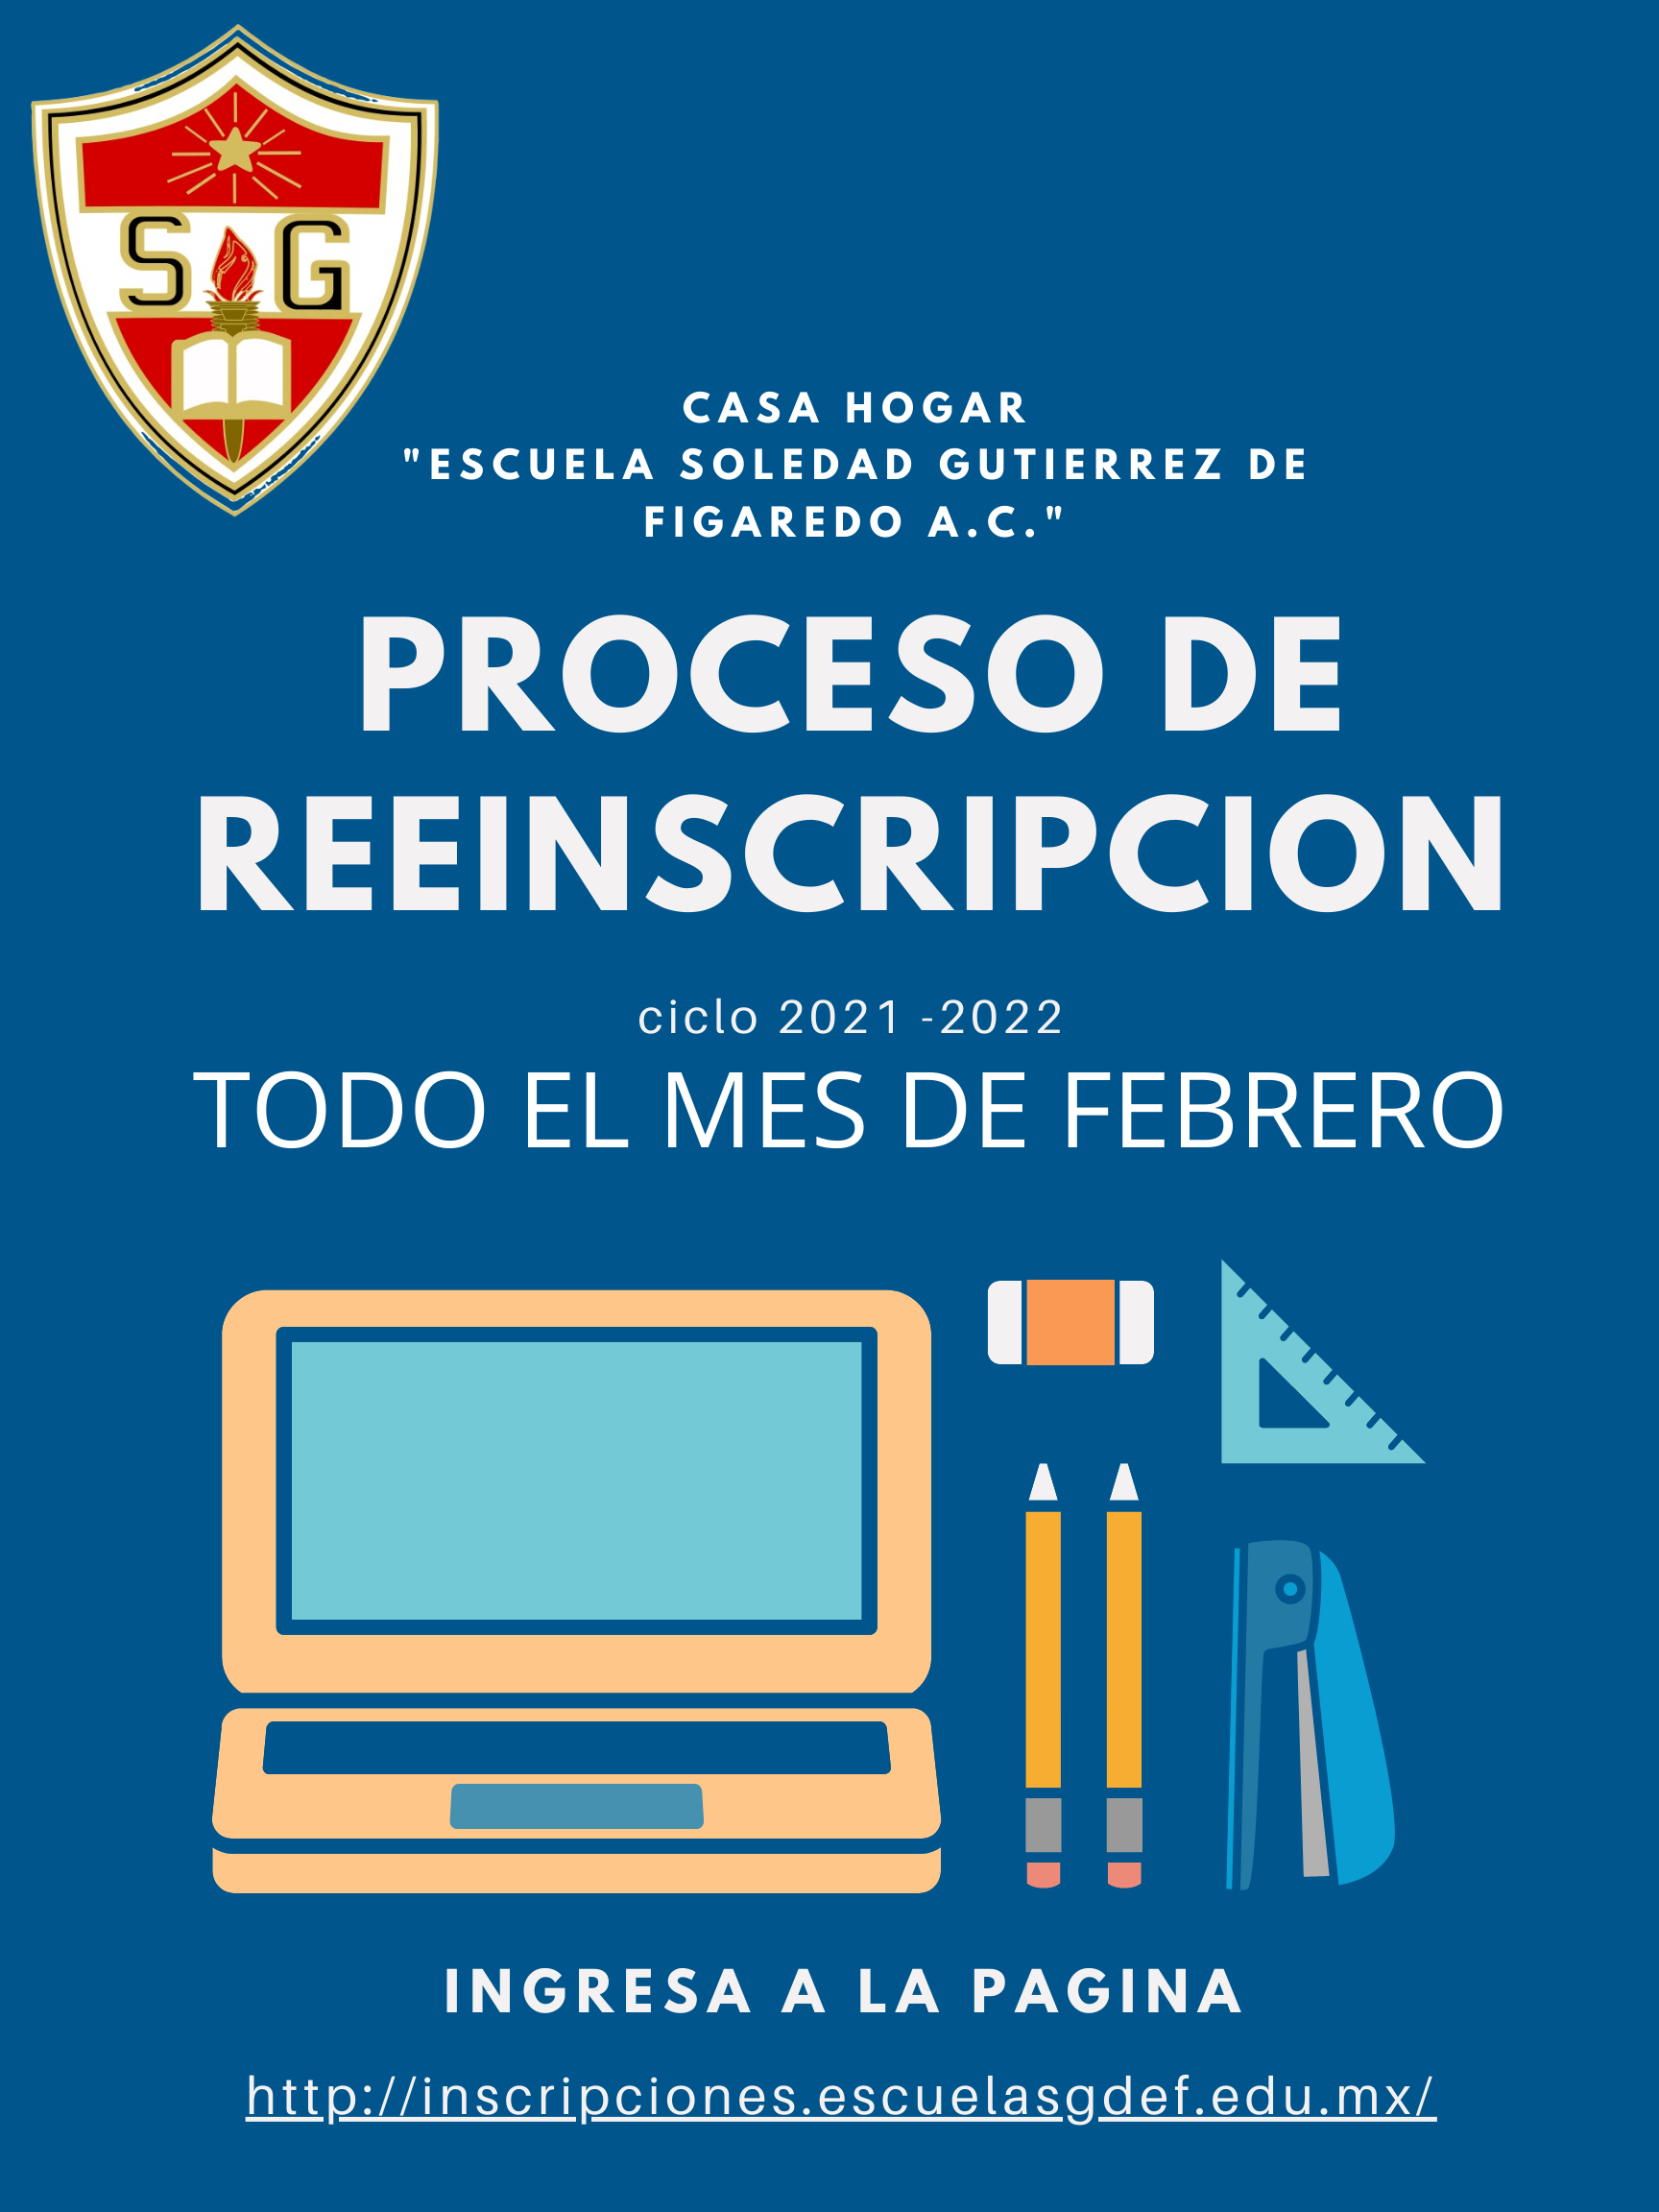 S G
CASA HOGAR
"ESCUELA SOLEDAD GUTIERREZ DE
FIGAREDO A.C."
PROCESO DE
REEINSCRIPCION
ciclo 2021 -2022
TODO EL MES DE FEBRERO
INGRESA A LA PAGINA
http://inscripciones.escuelasgdef.edu.mx/